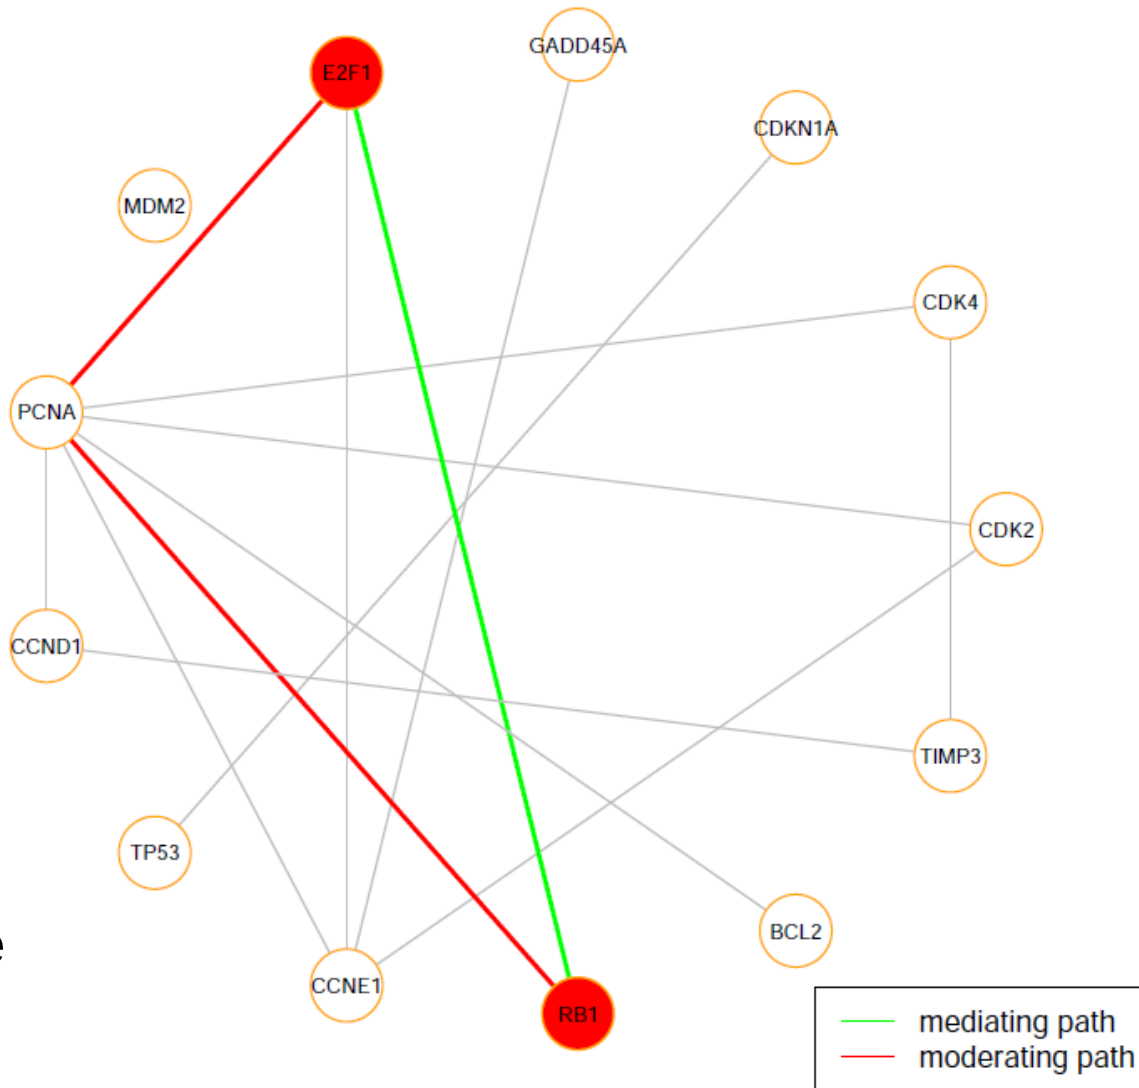 GADD45A
E2F1
CDKN1A
MDM2
CDK4
PCNA
CDK2
CCND1
TIMP3
TP53
BCL2
e
CCNE1
RB1
mediating path
moderating path